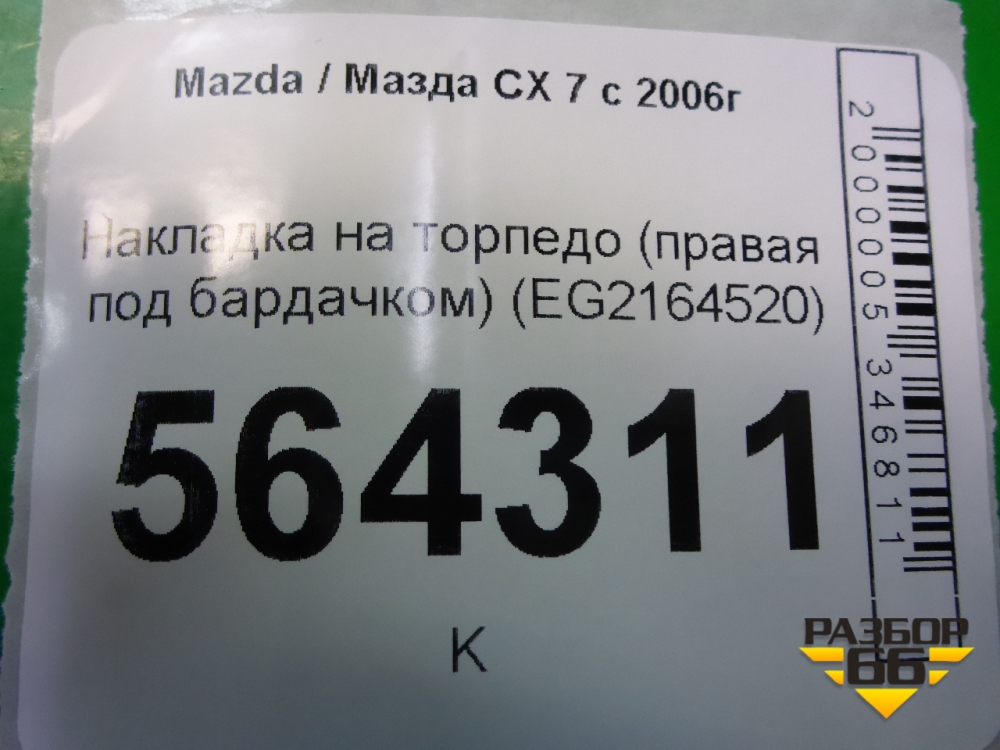 Mazda / Мазда CX 7 с 2006г
Накладка на торпедо (правая
под бардачком) (EG2164520)
564311
K
2000005346811
РАЗБОР
66